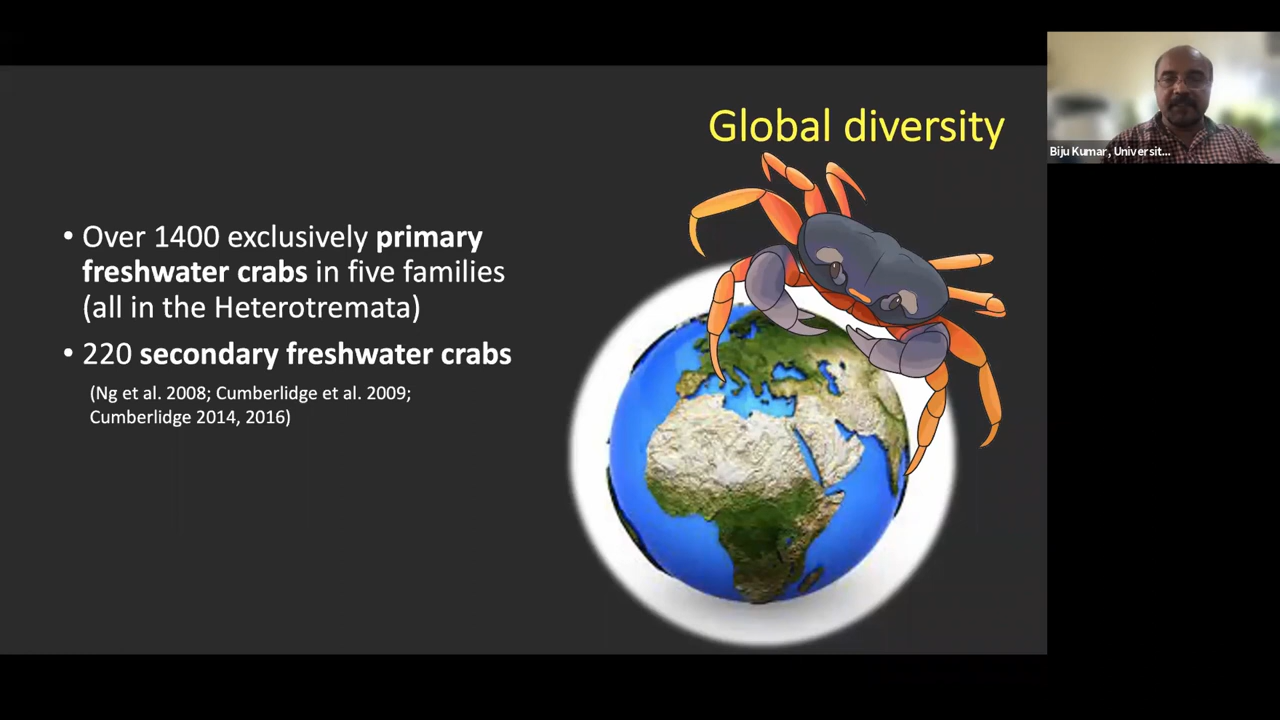 Global diversity
• Over 1400 exclusively primary
freshwater crabs in five families
(all in the Heterotremata)
• 220 secondary freshwater crabs
(Ng et al. 2008; Cumberlidge et al. 2009;
Cumberlidge 2014, 2016)
Biju Kumar, Universit...